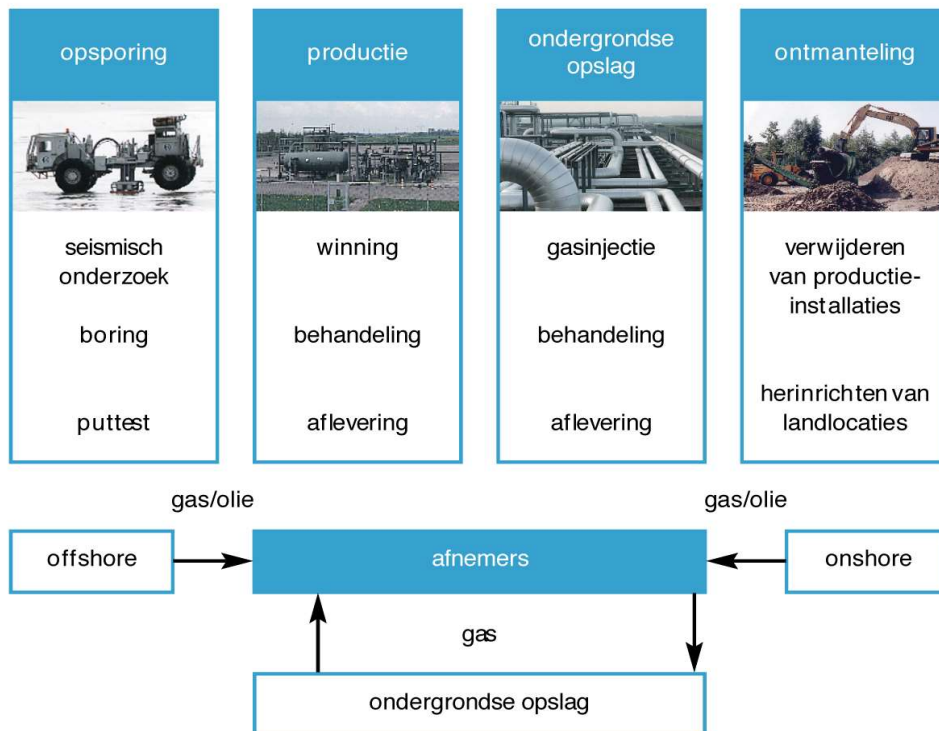 opsporing
seismisch
onderzoek
boring
puttest
productie
winning
behandeling
aflevering
ondergrondse
opslag
gasinjectie
behandeling
aflevering
ontmanteling
verwijderen
van productie-
installaties
herinrichten van
landlocaties
gas/olie
gas/olie
offshore
afnemers
onshore
gas
ondergrondse opslag